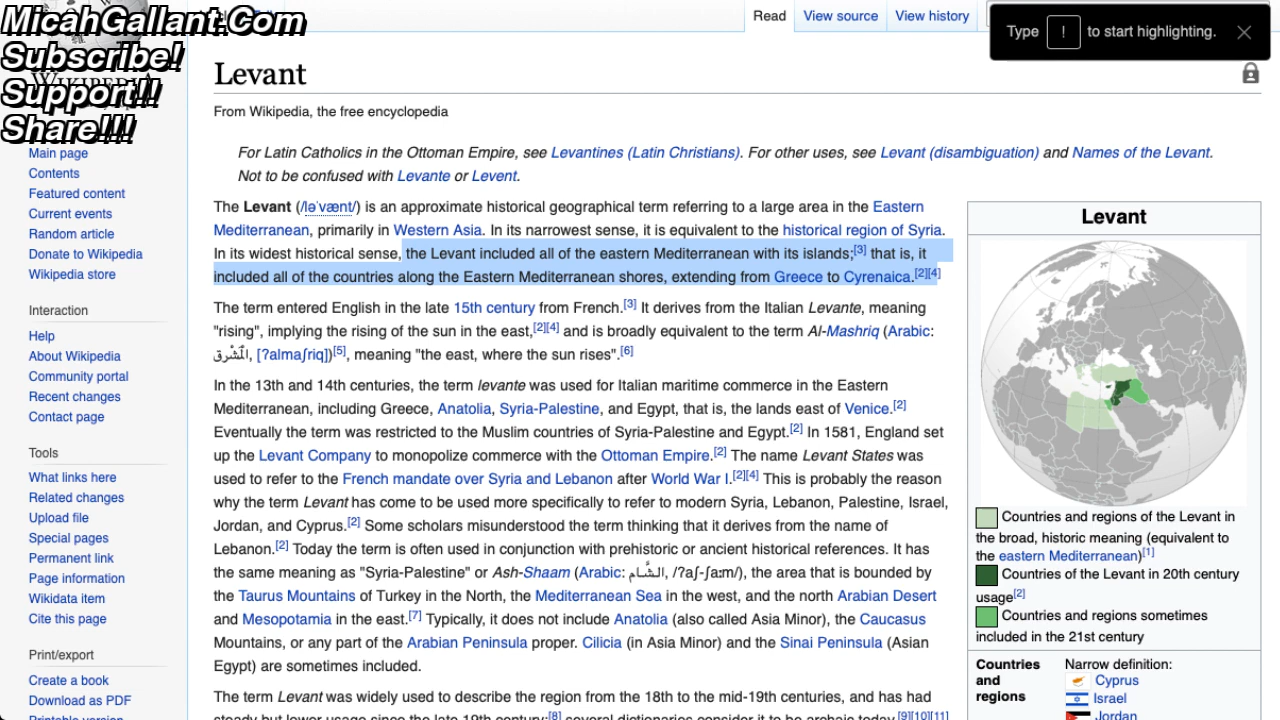 MicahGallant.Com
Subscribe!
Support!!
Share!!!
Read
View source
View history
Type ! to start highlighting.
Levant
From Wikipedia, the free encyclopedia
For Latin Catholics in the Ottoman Empire, see Levantines (Latin Christians). For other uses, see Levant (disambiguation) and Names of the Levant.
Not to be confused with Levante or Levent.
The Levant (/ləˈvænt/) is an approximate historical geographical term referring to a large area in the Eastern
Mediterranean, primarily in Western Asia. In its narrowest sense, it is equivalent to the historical region of Syria.
In its widest historical sense, the Levant included all of the eastern Mediterranean with its islands;[3] that is, it
included all of the countries along the Eastern Mediterranean shores, extending from Greece to Cyrenaica.[2][4]
The term entered English in the late 15th century from French.[3] It derives from the Italian Levante, meaning
"rising", implying the rising of the sun in the east,[2][4] and is broadly equivalent to the term Al-Mashriq (Arabic:
ٱلْمَشْرِق, [ʔalmaʃriq])[5], meaning "the east, where the sun rises".[6]
In the 13th and 14th centuries, the term levante was used for Italian maritime commerce in the Eastern
Mediterranean, including Greece, Anatolia, Syria-Palestine, and Egypt, that is, the lands east of Venice.[2]
Eventually the term was restricted to the Muslim countries of Syria-Palestine and Egypt.[2] In 1581, England set
up the Levant Company to monopolize commerce with the Ottoman Empire.[2] The name Levant States was
used to refer to the French mandate over Syria and Lebanon after World War I.[2][4] This is probably the reason
why the term Levant has come to be used more specifically to refer to modern Syria, Lebanon, Palestine, Israel,
Jordan, and Cyprus.[2] Some scholars misunderstood the term thinking that it derives from the name of
Lebanon.[2] Today the term is often used in conjunction with prehistoric or ancient historical references. It has
the same meaning as "Syria-Palestine" or Ash-Shaam (Arabic: الـشَّـام, /ʔaʃ-ʃaːm/), the area that is bounded by
the Taurus Mountains of Turkey in the North, the Mediterranean Sea in the west, and the north Arabian Desert
and Mesopotamia in the east.[7] Typically, it does not include Anatolia (also called Asia Minor), the Caucasus
Mountains, or any part of the Arabian Peninsula proper. Cilicia (in Asia Minor) and the Sinai Peninsula (Asian
Egypt) are sometimes included.
The term Levant was widely used to describe the region from the 18th to the mid-19th centuries, and has had
steady but lower usage since the late 19th century;[8] several dictionaries consider it to be archaic today.[9][10][11]
Main page
Contents
Featured content
Current events
Random article
Donate to Wikipedia
Wikipedia store
Interaction
Help
About Wikipedia
Community portal
Recent changes
Contact page
Tools
What links here
Related changes
Upload file
Special pages
Permanent link
Page information
Wikidata item
Cite this page
Print/export
Create a book
Download as PDF
Printable version
Levant
Countries and regions of the Levant in
the broad, historic meaning (equivalent to
the eastern Mediterranean)[1]
Countries of the Levant in 20th century
usage[2]
Countries and regions sometimes
included in the 21st century
Countries
and
regions
Narrow definition:
Cyprus
Israel
Jordan